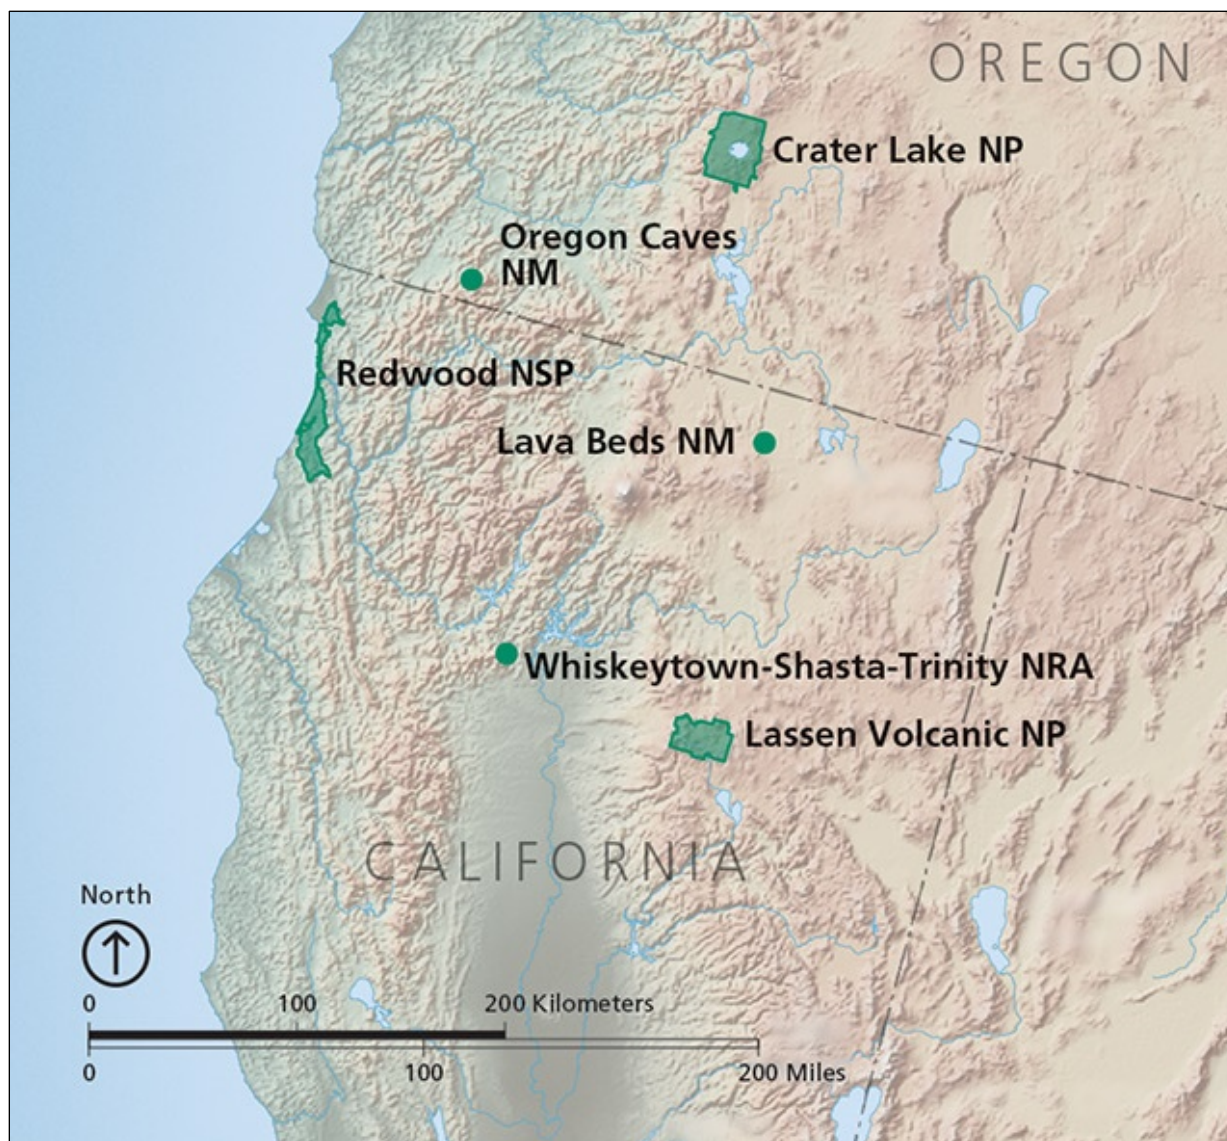 OREGON
Crater Lake NP
Oregon Caves
NM
Redwood NSP
Lava Beds NM
Whiskeytown-Shasta-Trinity NRA
Lassen Volcanic NP
CALIFORNIA
North
0 100 200 Kilometers
0 100 200 Miles